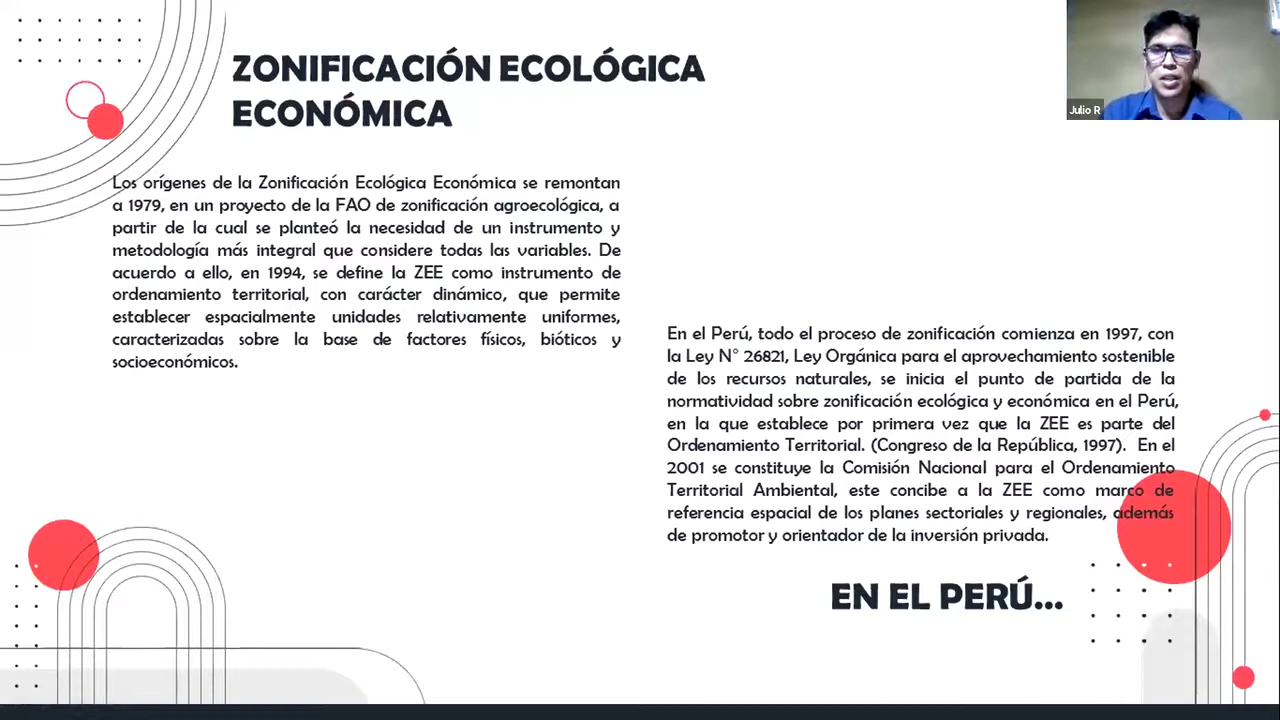 ZONIFICACIÓN ECOLÓGICA
ECONÓMICA
Julio R
Los orígenes de la Zonificación Ecológica Económica se remontan
a 1979, en un proyecto de la FAO de zonificación agroecológica, a
partir de la cual se planteó la necesidad de un instrumento y
metodología más integral que considere todas las variables. De
acuerdo a ello, en 1994, se define la ZEE como instrumento de
ordenamiento territorial, con carácter dinámico, que permite
establecer espacialmente unidades relativamente uniformes,
caracterizadas sobre la base de factores físicos, bióticos y
socioeconómicos.
En el Perú, todo el proceso de zonificación comienza en 1997, con
la Ley N° 26821, Ley Orgánica para el aprovechamiento sostenible
de los recursos naturales, se inicia el punto de partida de la
normatividad sobre zonificación ecológica y económica en el Perú,
en la que establece por primera vez que la ZEE es parte del
Ordenamiento Territorial. (Congreso de la República, 1997). En el
2001 se constituye la Comisión Nacional para el Ordenamiento
Territorial Ambiental, este concibe a la ZEE como marco de
referencia espacial de los planes sectoriales y regionales, además
de promotor y orientador de la inversión privada.
EN EL PERÚ...